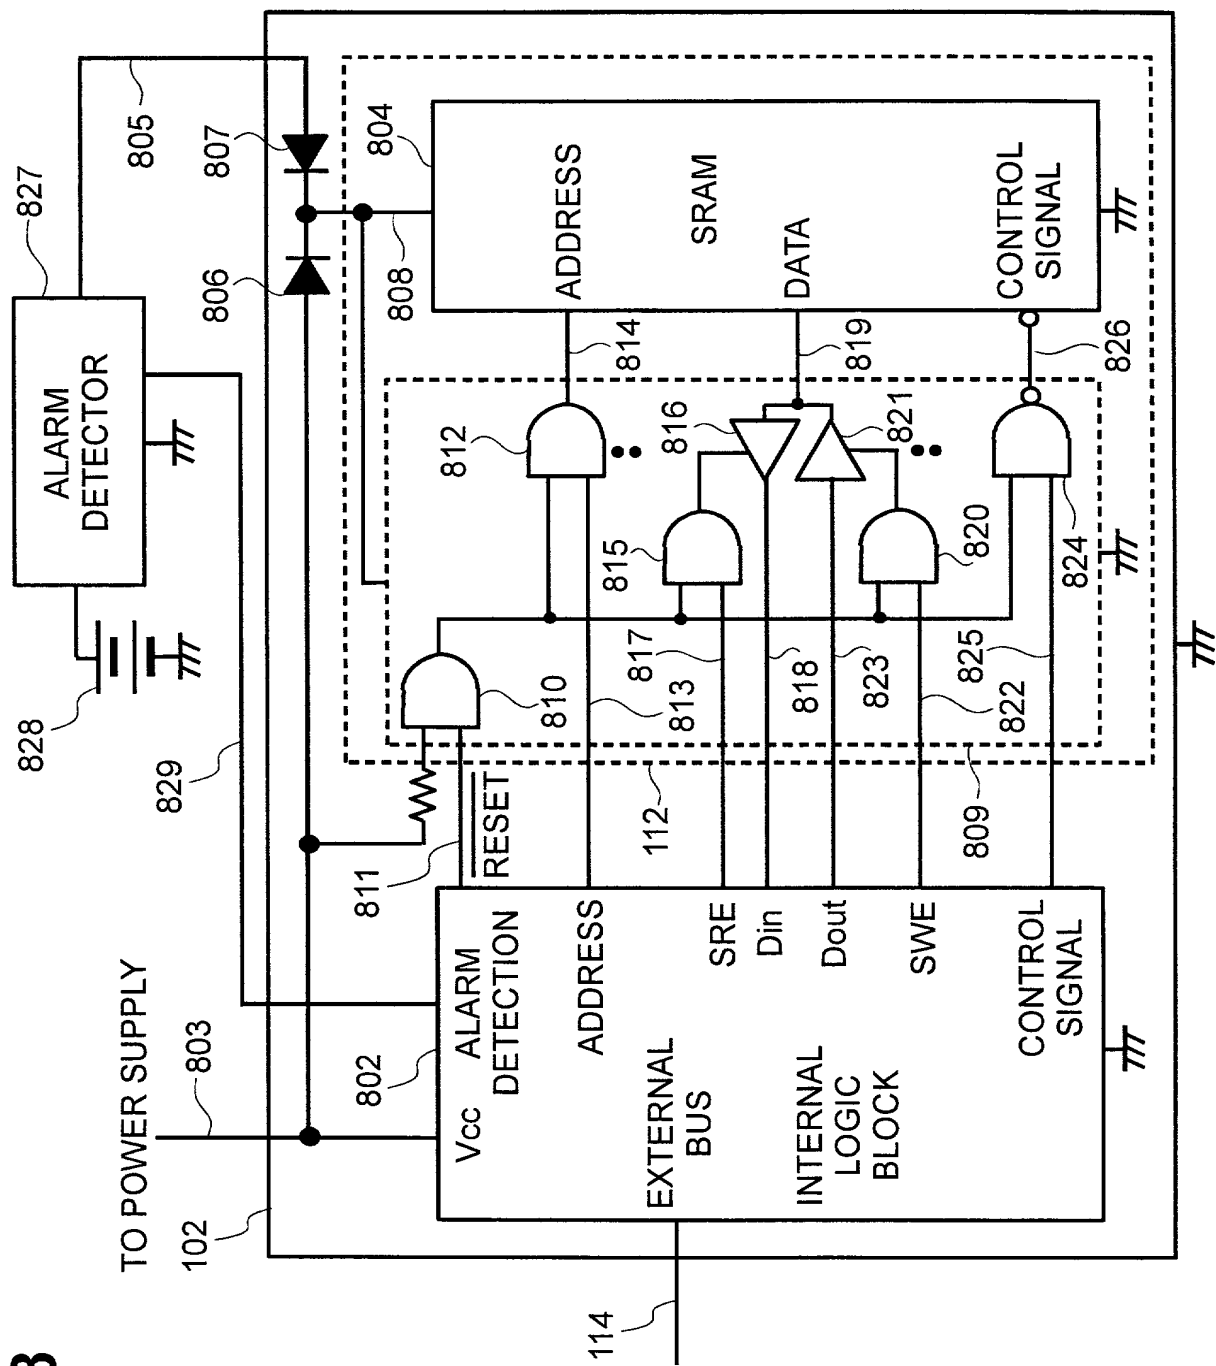 828
827
ALARM
DETECTOR
TO POWER SUPPLY
805
829
102
803
806
807
802
811
804
808
Vcc
ALARM
DETECTION
RESET
812
810
ADDRESS
ADDRESS
814
114
815
816
813
817
EXTERNAL
BUS
112
SRE
SRAM
Din
818
DATA
819
Dout
823
821
INTERNAL
LOGIC
BLOCK
SWE
822
820
809
825
824
CONTROL
SIGNAL
CONTROL
SIGNAL
826